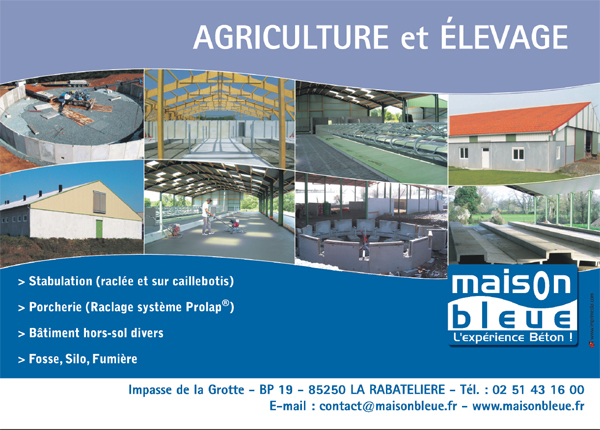 AGRICULTURE et ÉLEVAGE
> Stabulation (raclée et sur caillebotis)
> Porcherie (Raclage système Prolap®)
> Bâtiment hors-sol divers
> Fosse, Silo, Fumière
maison
bleue
L'expérience Béton !
Impasse de la Grotte - BP 19 - 85250 LA RABATELIERE - Tél. : 02 51 43 16 00
E-mail : contact@maisonbleue.fr - www.maisonbleue.fr